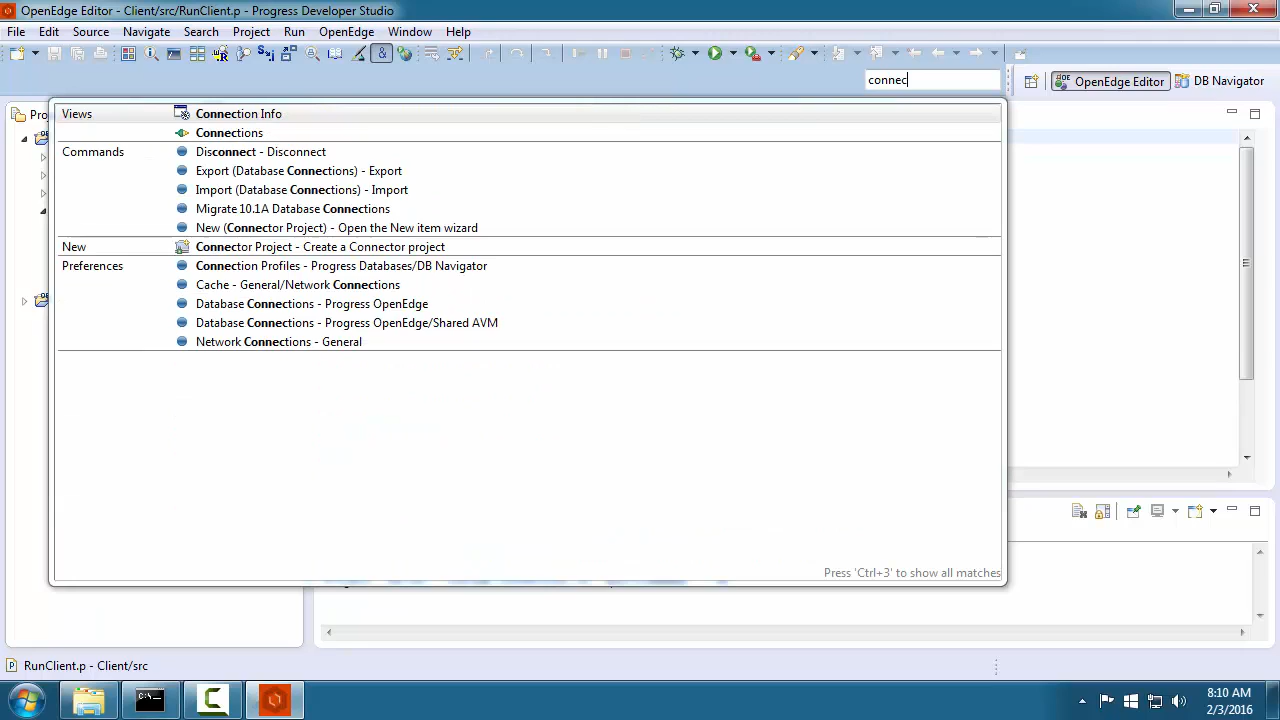 OpenEdge Editor - Client/src/RunClient.p - Progress Developer Studio
File Edit Source Navigate Search Project Run OpenEdge Window Help
connec
OpenEdge Editor
DB Navigator
Views
Connection Info
Connections
Commands
Disconnect - Disconnect
Export (Database Connections) - Export
Import (Database Connections) - Import
Migrate 10.1A Database Connections
New (Connector Project) - Open the New item wizard
New
Connector Project - Create a Connector project
Preferences
Connection Profiles - Progress Databases/DB Navigator
Cache - General/Network Connections
Database Connections - Progress OpenEdge
Database Connections - Progress OpenEdge/Shared AVM
Network Connections - General
Press 'Ctrl+3' to show all matches
RunClient.p - Client/src
8:10 AM
2/3/2016